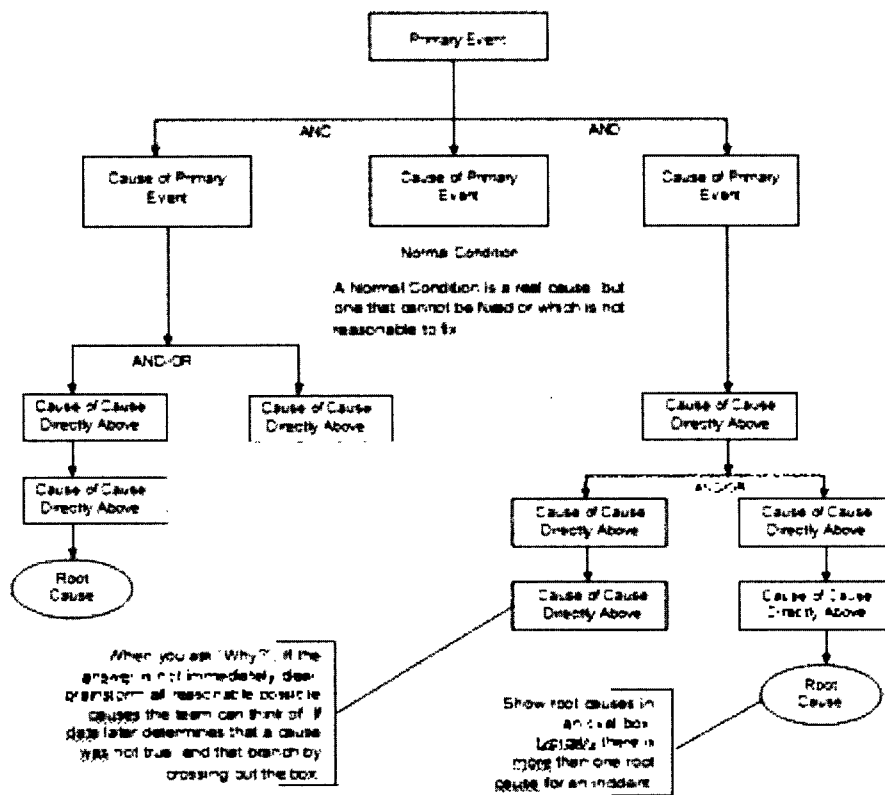 Primary Event
AND
AND
Cause of Primary
Event
Cause of Primary
Event
Cause of Primary
Event
Normal Condition
A Normal Condition is a real cause, but
one that cannot be fixed or which is not
reasonable to fix
AND/OR
Cause of Cause
Directly Above
Cause of Cause
Directly Above
Cause of Cause
Directly Above
Cause of Cause
Directly Above
AND/OR
Cause of Cause
Directly Above
Cause of Cause
Directly Above
Root
Cause
Cause of Cause
Directly Above
Cause of Cause
Directly Above
When you ask "Why?", if the
answer is not immediately clear
brainstorm all reasonable possible
causes the team can think of. If
data later determines that a cause
was not true, end that branch by
crossing out the box.
Root
Cause
Show root causes in
an oval box.
Typically there is
more than one root
cause for an incident.